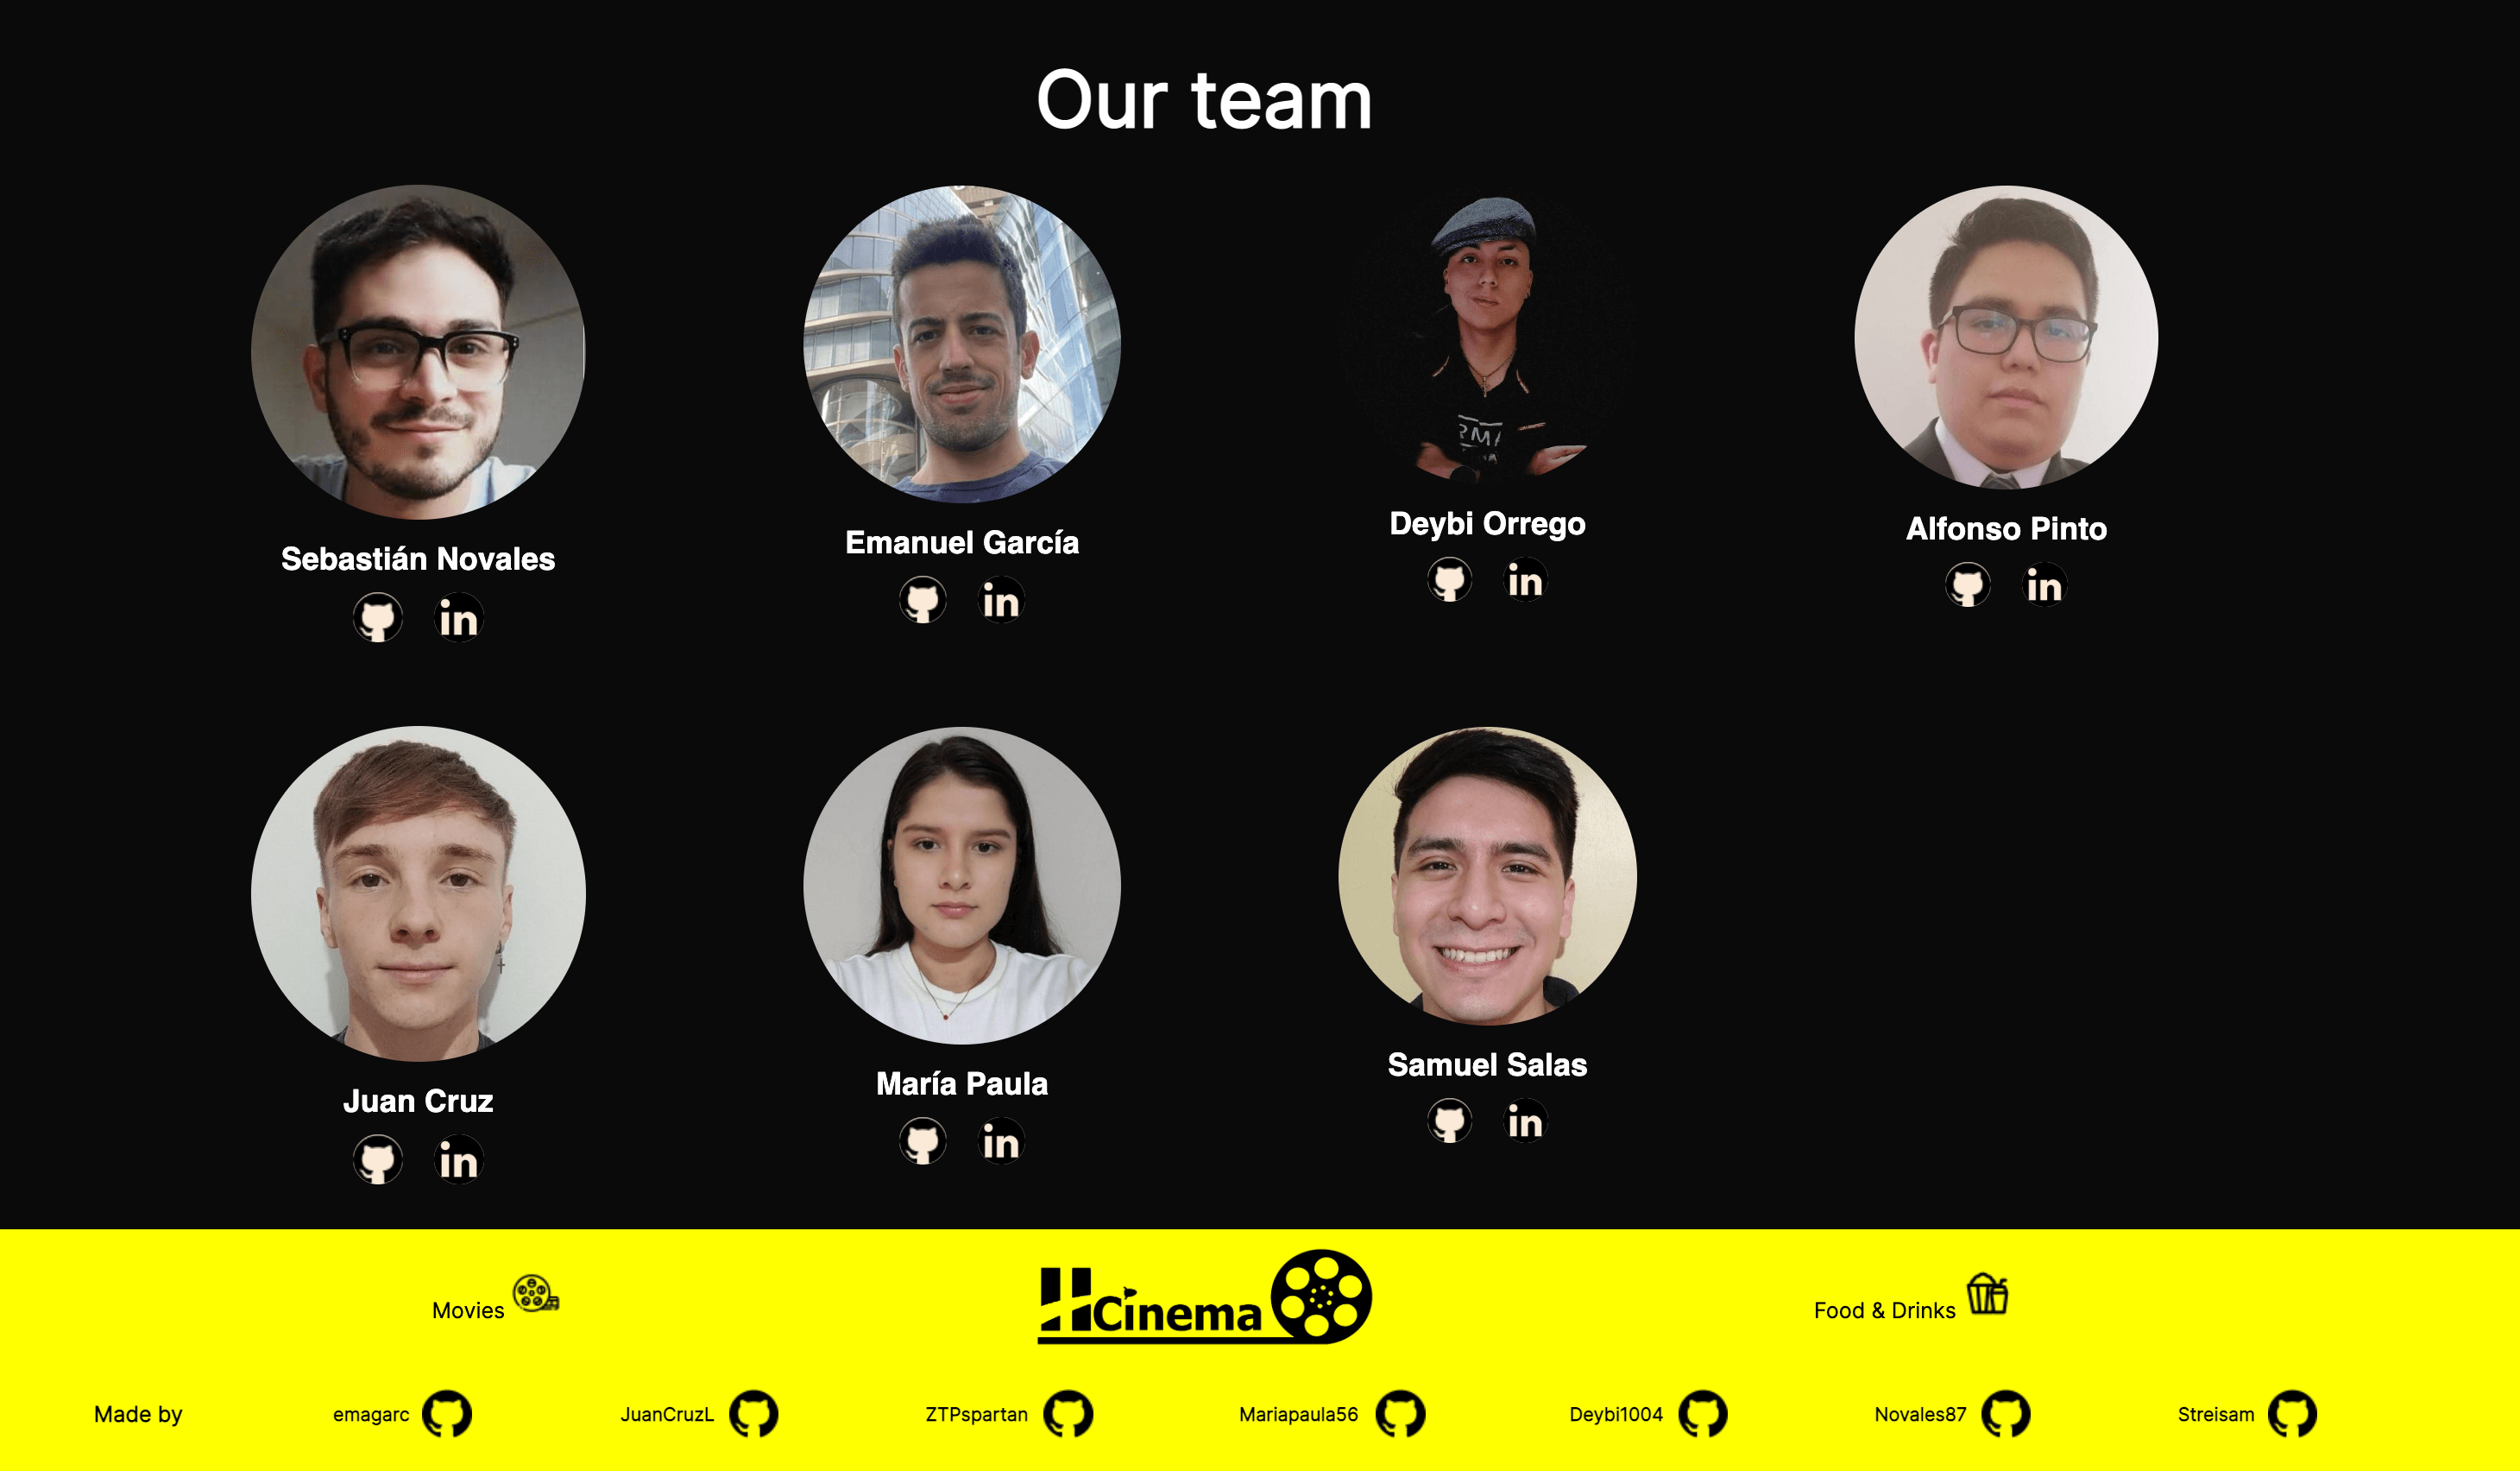 Our team
Sebastián Novales
Emanuel García
Deybi Orrego
Alfonso Pinto
in
in
in
in
Juan Cruz
María Paula
Samuel Salas
in
in
in
Movies
HCinema
Food & Drinks
Made by
emagarc
JuanCruzL
ZTPspartan
Mariapaula56
Deybi1004
Novales87
Streisam